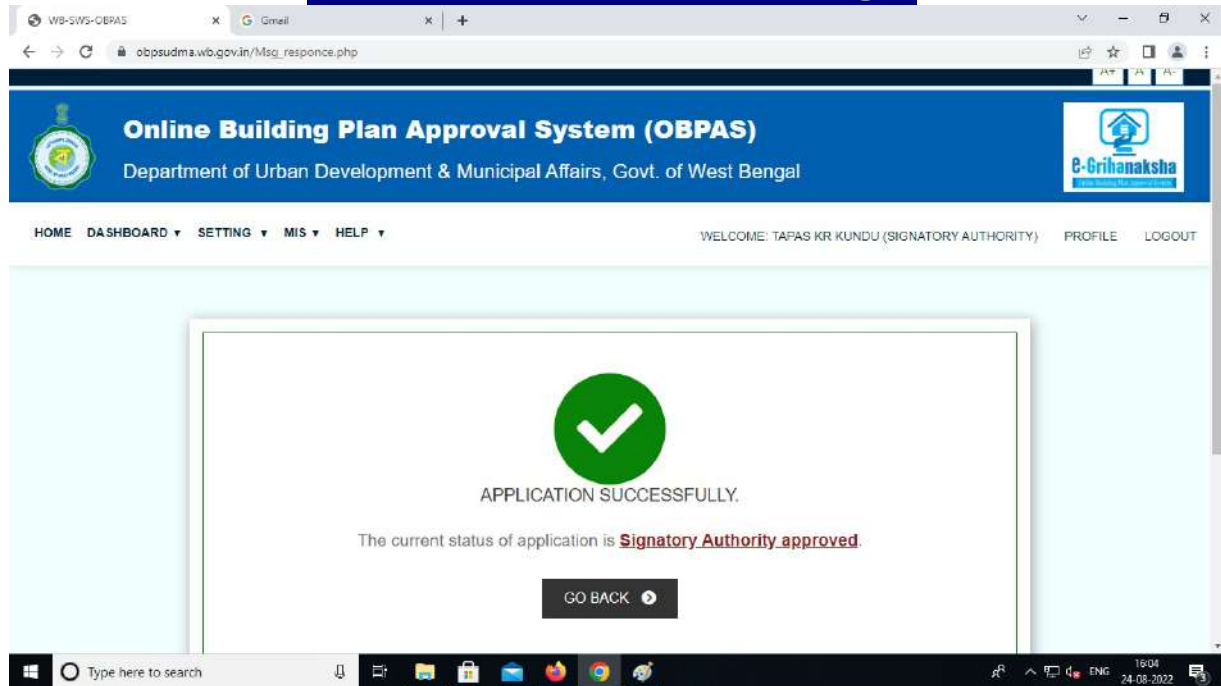 WB-SWS-OBPAS
Gmail
obpsudma.wb.gov.in/Msg_responce.php
A+ A A-
Online Building Plan Approval System (OBPAS)
Department of Urban Development & Municipal Affairs, Govt. of West Bengal
e-Grihanaksha
HOME DASHBOARD ▾ SETTING ▾ MIS ▾ HELP ▾ WELCOME: TAPAS KR KUNDU (SIGNATORY AUTHORITY) PROFILE LOGOUT
APPLICATION SUCCESSFULLY.
The current status of application is Signatory Authority approved.
GO BACK
Type here to search
ENG
16:04
24-08-2022